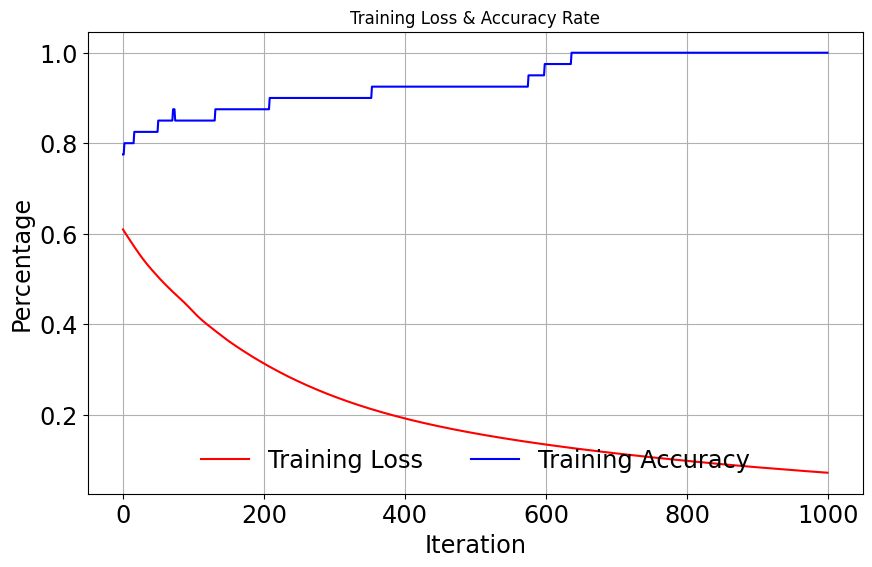 Training Loss & Accuracy Rate
1.0
0.8
0.6
0.4
0.2
Percentage
Training Loss
Training Accuracy
0 200 400 600 800 1000
Iteration